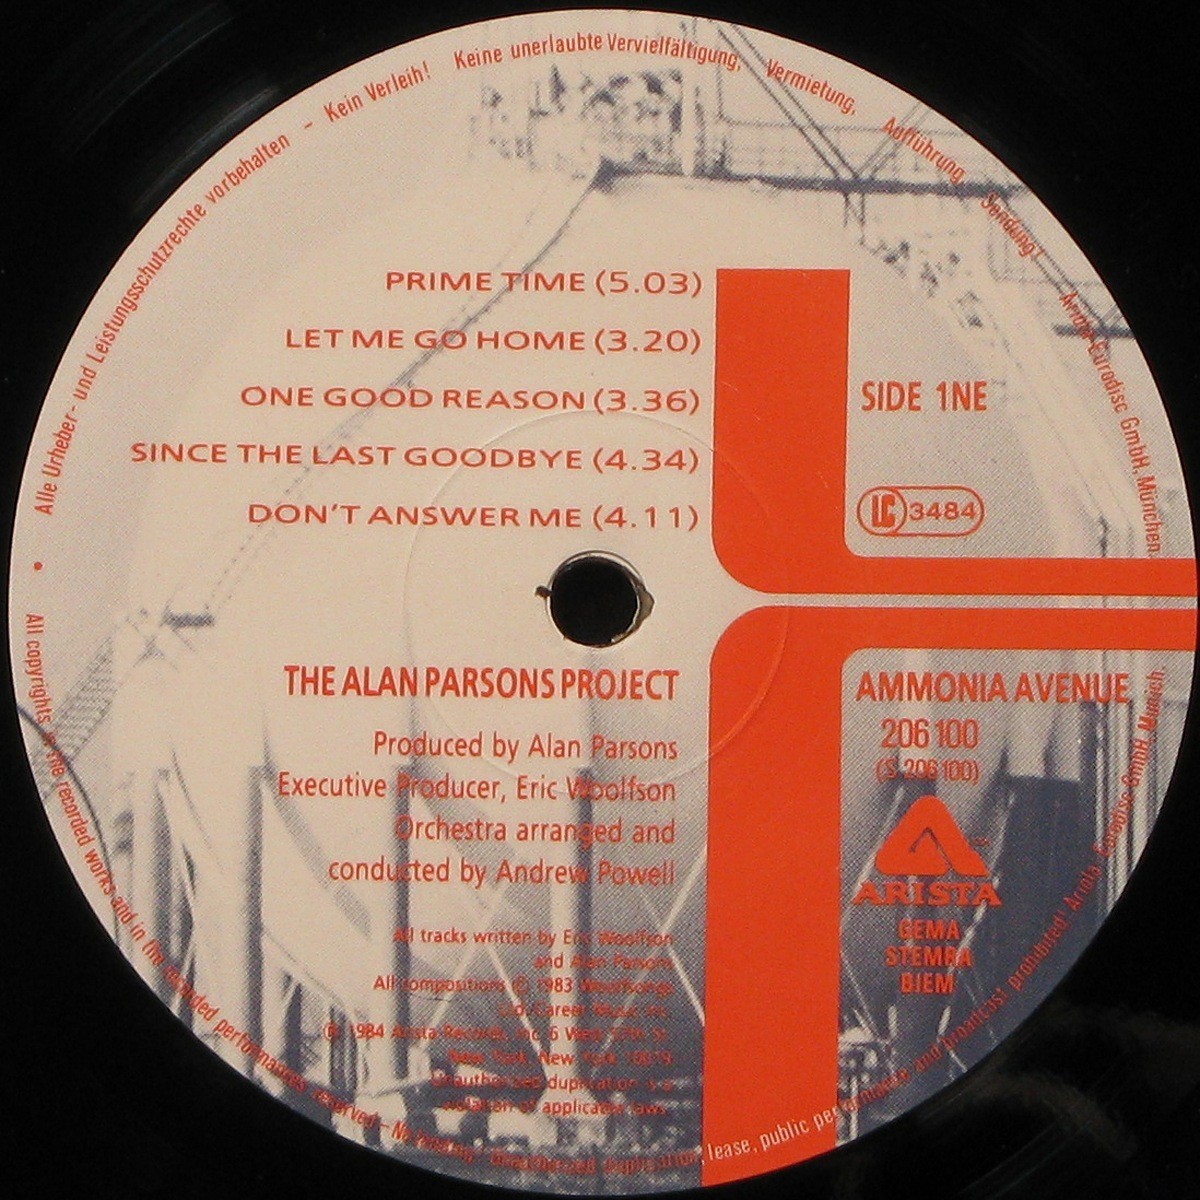 Alle Urheber- und Leistungsschutzrechte vorbehalten – Kein Verleih! Keine unerlaubte Vervielfältigung, Vermietung, Aufführung, Sendung! Ariola-Eurodisc GmbH, München.
PRIME TIME (5.03)
LET ME GO HOME (3.20)
ONE GOOD REASON (3.36)
SINCE THE LAST GOODBYE (4.34)
DON'T ANSWER ME (4.11)
SIDE 1NE
LC 3484
THE ALAN PARSONS PROJECT
Produced by Alan Parsons
Executive Producer, Eric Woolfson
Orchestra arranged and
conducted by Andrew Powell
All tracks written by Eric Woolfson
and Alan Parsons
All compositions © 1983 Woolfsongs
Ltd/Career Music Inc.
℗ 1984 Arista Records, Inc. 6 West 57th St.
New York, New York 10019
Unauthorized duplication is a
violation of applicable laws
AMMONIA AVENUE
206 100
(S 206 100)
ARISTA
GEMA
STEMRA
BIEM
• All copyrights of the recorded works and in the recorded performances reserved – No lending! Unauthorized duplication, lease, public performance and broadcast prohibited! Ariola-Eurodisc GmbH, Munich.